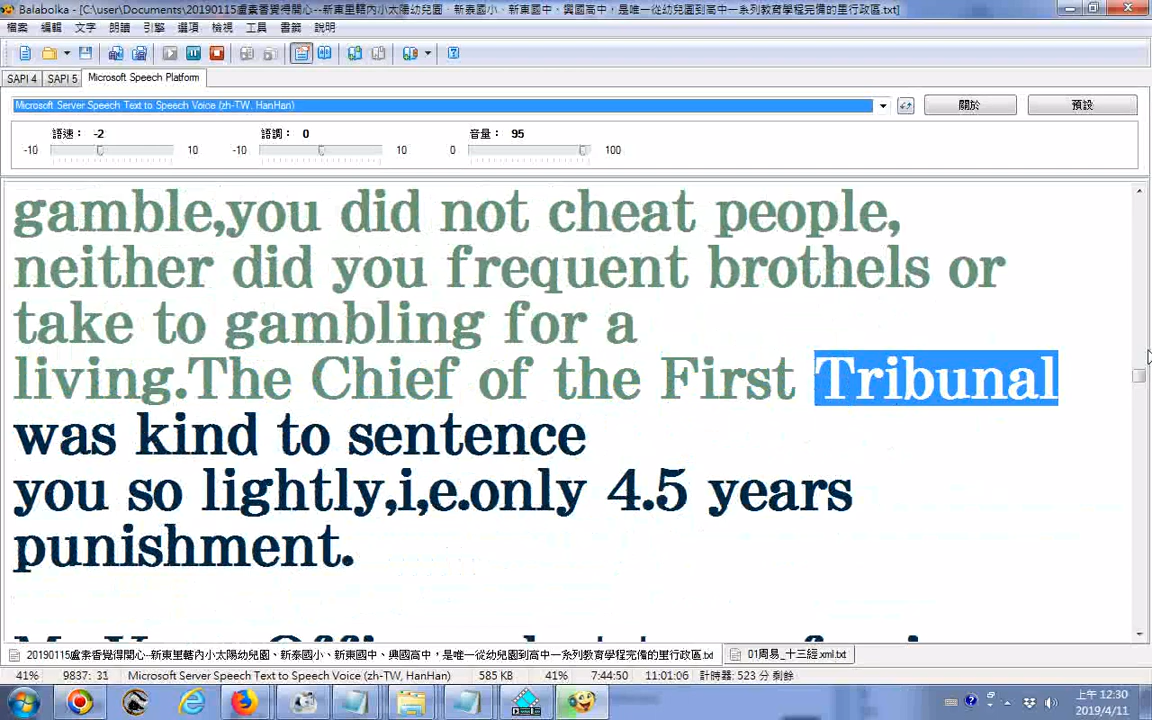 Balabolka - [C:\user\Documents\20190115盧素香覺得開心--新東里轄內小太陽幼兒園、新泰國小、新東國中、興國高中，是唯一從幼兒園到高中一系列教育學程完備的里行政區.txt]
檔案 編輯 文字 朗讀 引擎 選項 檢視 工具 書籤 說明
SAPI 4 SAPI 5 Microsoft Speech Platform
Microsoft Server Speech Text to Speech Voice (zh-TW, HanHan) 關於 預設
語速： -2 語調： 0 音量： 95
-10 10 -10 10 0 100
gamble,you did not cheat people,
neither did you frequent brothels or
take to gambling for a
living.The Chief of the First Tribunal
was kind to sentence
you so lightly,i,e.only 4.5 years
punishment.
20190115盧素香覺得開心--新東里轄內小太陽幼兒園、新泰國小、新東國中、興國高中，是唯一從幼兒園到高中一系列教育學程完備的里行政區.txt 01周易_十三經.xml.txt
41% 9837: 31 Microsoft Server Speech Text to Speech Voice (zh-TW, HanHan) 585 KB 41% 7:44:50 11:01:06 計時器: 523 分 剩餘
上午 12:30
2019/4/11